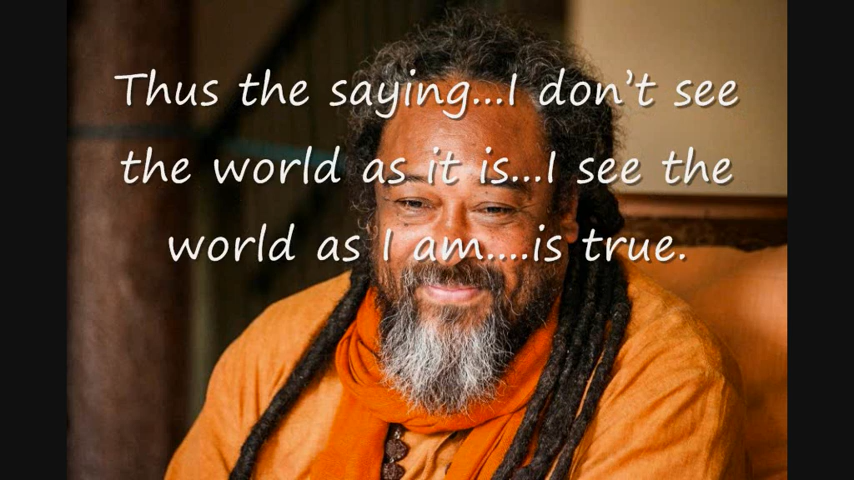 Thus the saying...I don't see
the world as it is...I see the
world as I am....is true.